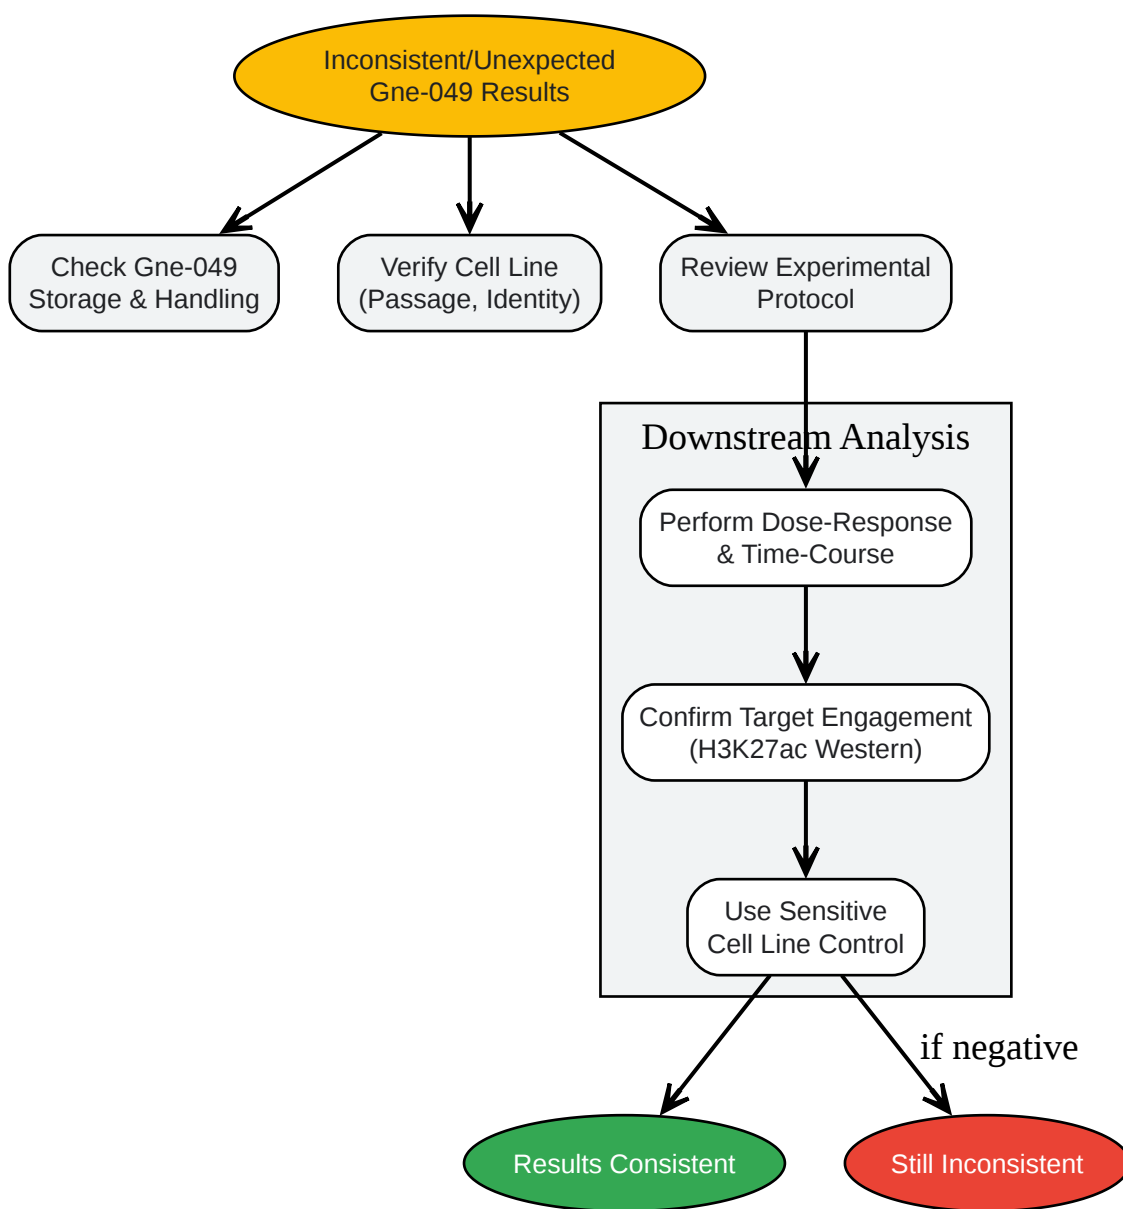 Inconsistent/Unexpected
Gne-049 Results
Check Gne-049
Storage & Handling
Verify Cell Line
(Passage, Identity)
Review Experimental
Protocol
Downstream Analysis
Perform Dose-Response
& Time-Course
Confirm Target Engagement
(H3K27ac Western)
Use Sensitive
Cell Line Control
if negative
Results Consistent
Still Inconsistent